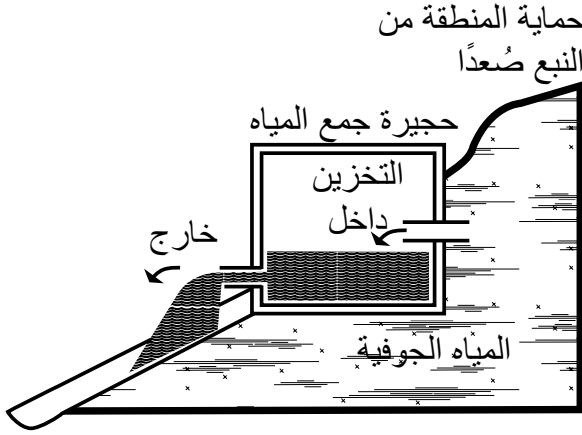 حماية المنطقة من
النبع صُعدًا
حجيرة جمع المياه
التخزين
داخل
خارج
المياه الجوفية